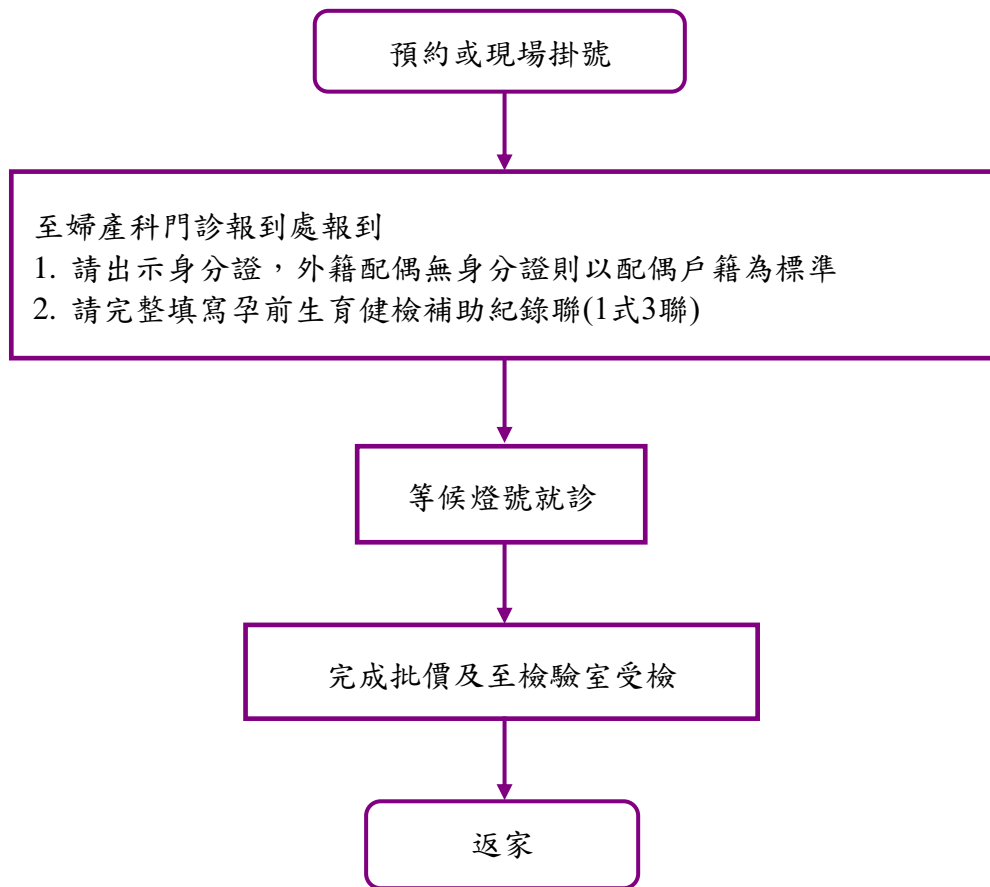 預約或現場掛號
至婦產科門診報到處報到
1. 請出示身分證，外籍配偶無身分證則以配偶戶籍為標準
2. 請完整填寫孕前生育健檢補助紀錄聯(1式3聯)
等候燈號就診
完成批價及至檢驗室受檢
返家